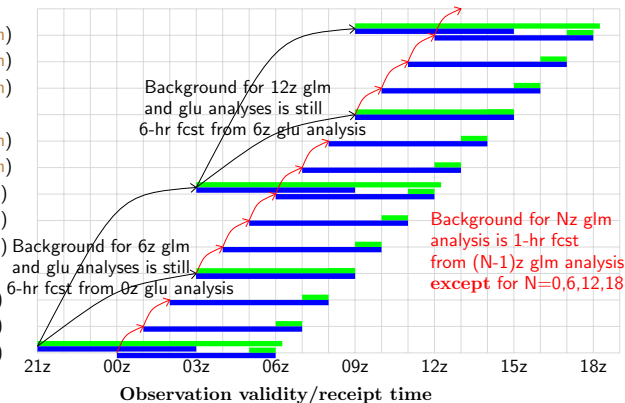 m)
m)
m)
Background for 12z glm
and glu analyses is still
6-hr fcst from 6z glu analysis
m)
m)
)
)
)
Background for 6z glm
and glu analyses is still
6-hr fcst from 0z glu analysis
Background for Nz glm
analysis is 1-hr fcst
from (N-1)z glm analysis
except for N=0,6,12,18
)
)
)
21z 00z 03z 06z 09z 12z 15z 18z
Observation validity/receipt time